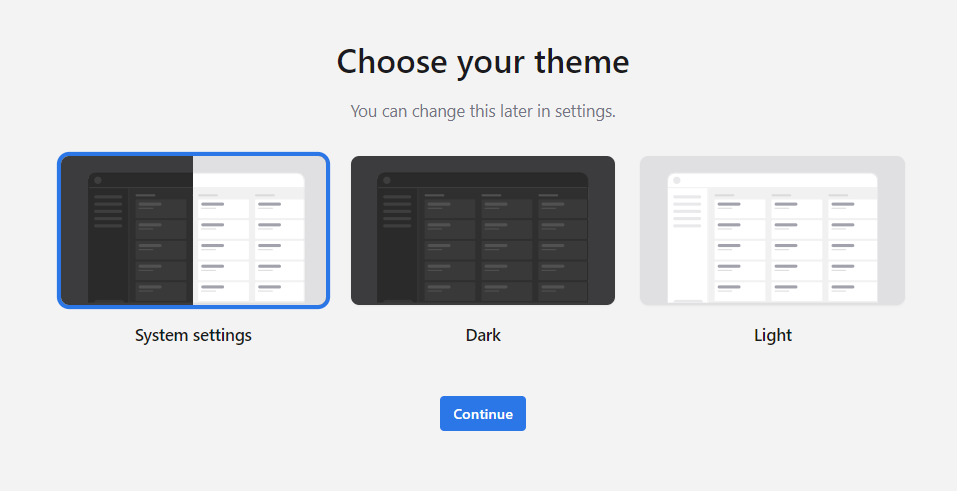 Choose your theme
You can change this later in settings.
System settings
Dark
Light
Continue